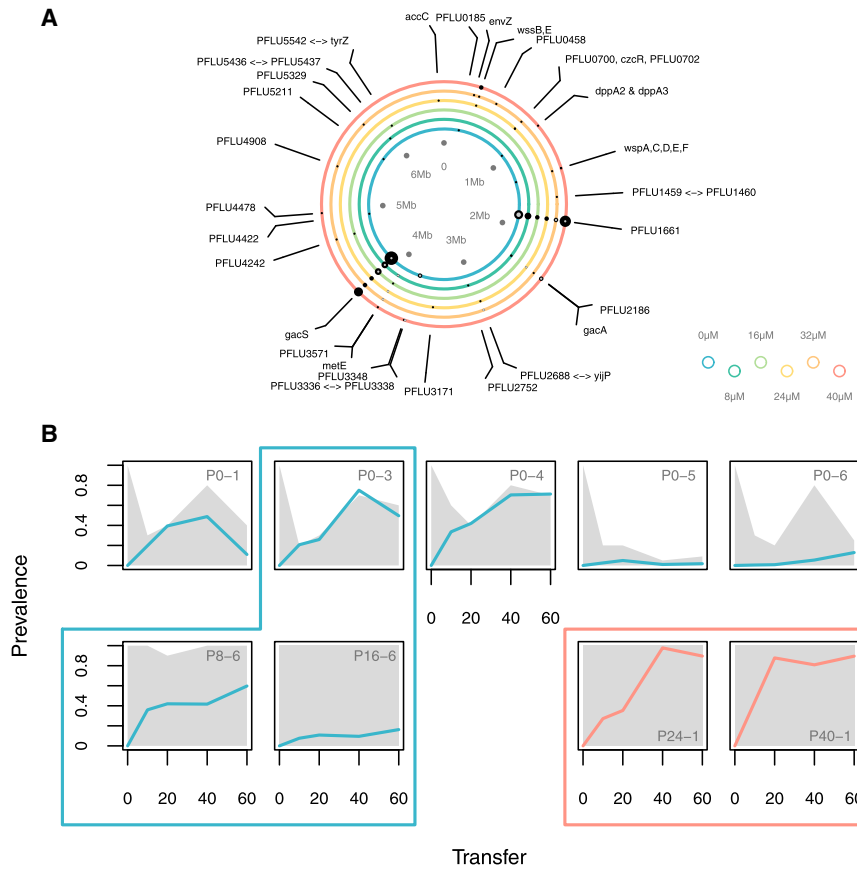 A
accC
PFLU0185
envZ
wssB,E
PFLU0458
PFLU5542 <-> tyrZ
PFLU5436 <-> PFLU5437
PFLU5329
PFLU5211
PFLU0700, czcR, PFLU0702
dppA2 & dppA3
PFLU4908
wspA,C,D,E,F
PFLU4478
PFLU4422
PFLU4242
PFLU1459 <-> PFLU1460
PFLU1661
0
1Mb
2Mb
3Mb
4Mb
5Mb
6Mb
gacS
PFLU3571
metE
PFLU3348
PFLU3336 <-> PFLU3338
PFLU3171
PFLU2752
PFLU2688 <-> yijP
PFLU2186
gacA
0µM
16µM
32µM
8µM
24µM
40µM
B
P0-1
P0-3
P0-4
P0-5
P0-6
0.8
0.4
0
0 20 40 60
Prevalence
P8-6
P16-6
P24-1
P40-1
0.8
0.4
0
0 20 40 60
0 20 40 60
0 20 40 60
0 20 40 60
Transfer